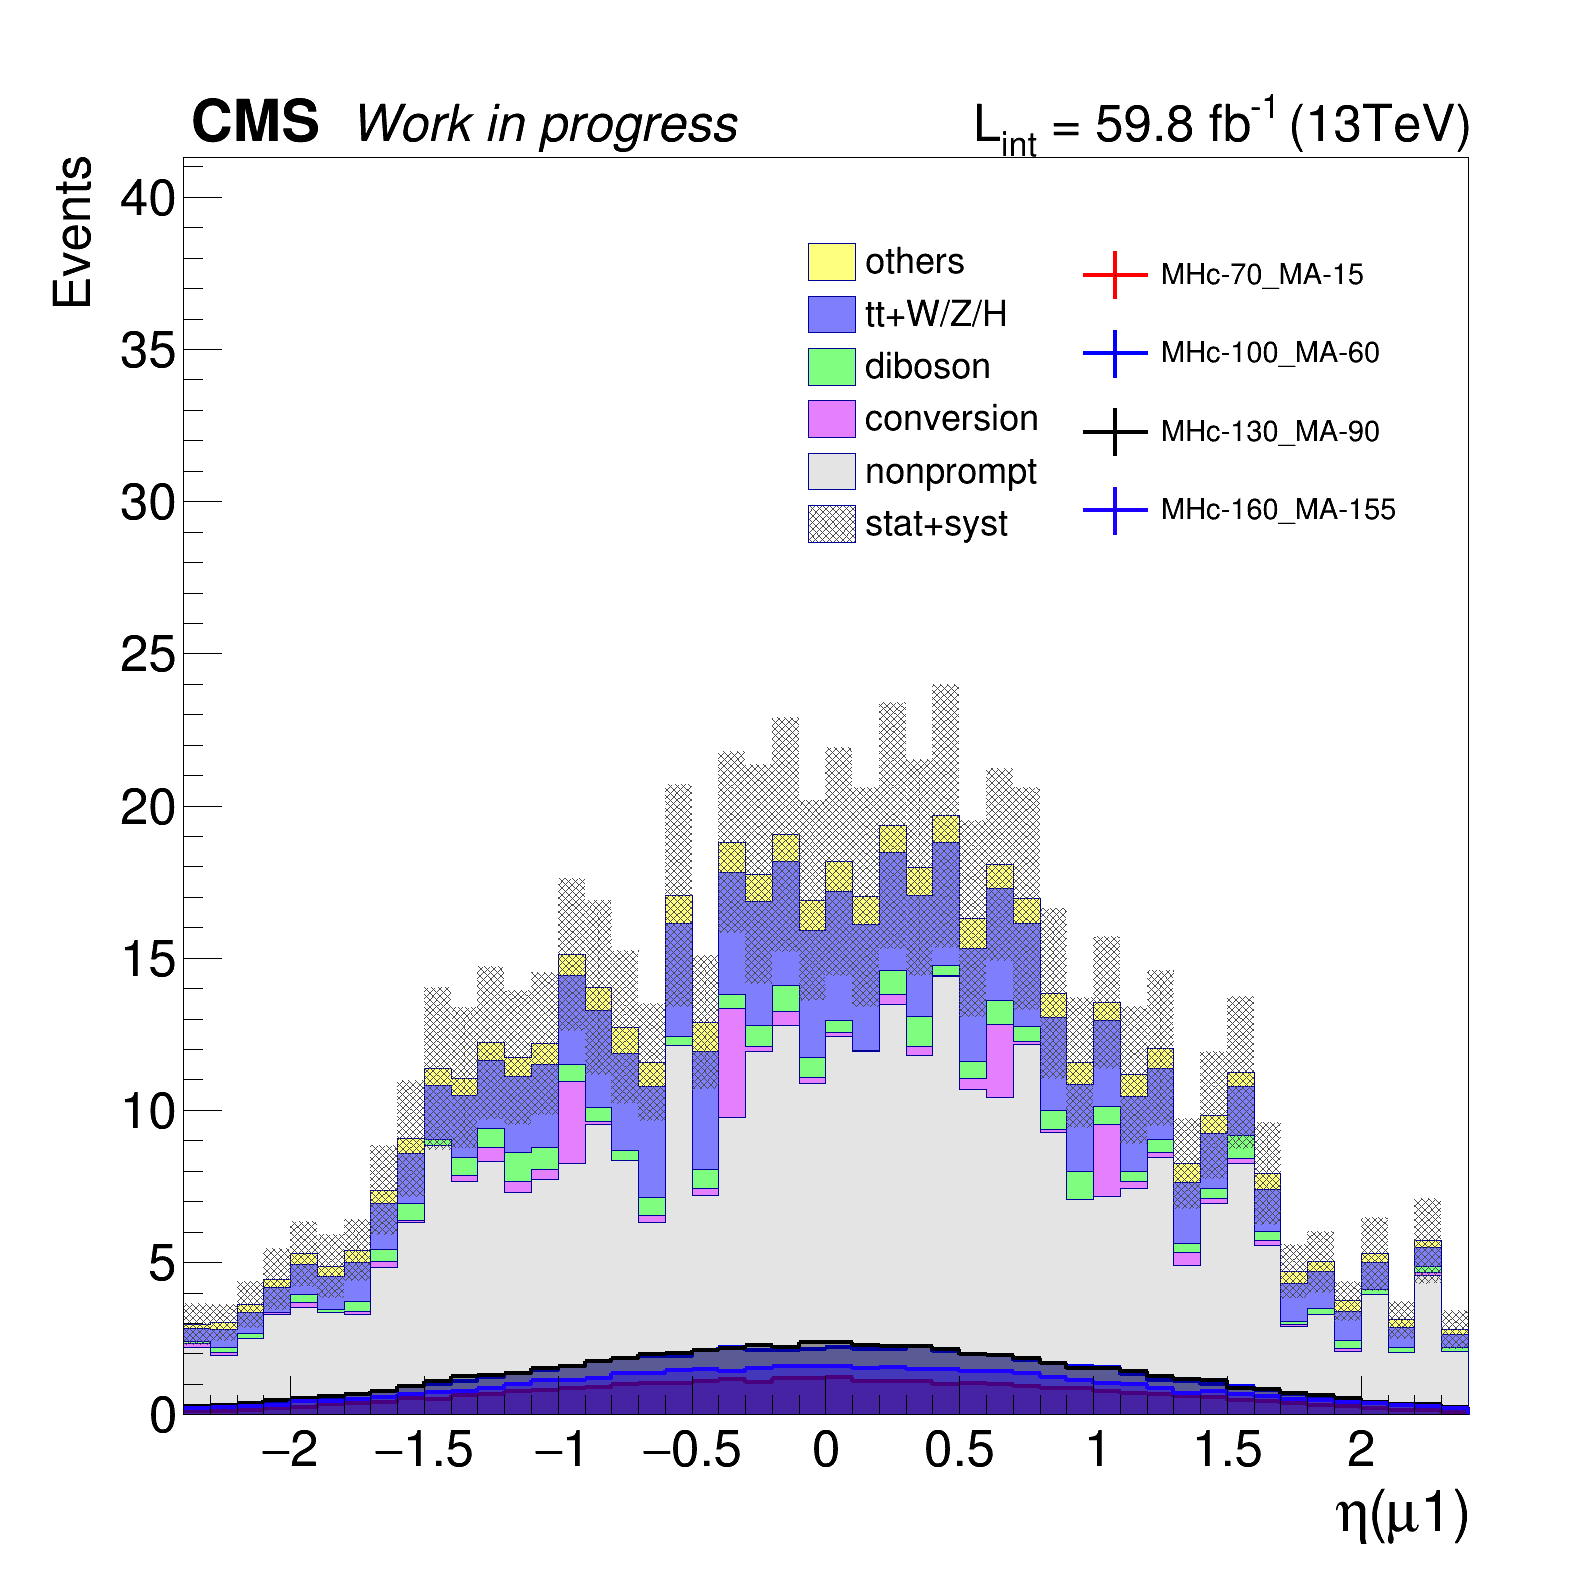 CMS Work in progress
L_int = 59.8 fb^-1 (13TeV)
Events
40
35
30
25
20
15
10
5
0
others
tt+W/Z/H
diboson
conversion
nonprompt
stat+syst
MHc-70_MA-15
MHc-100_MA-60
MHc-130_MA-90
MHc-160_MA-155
−2 −1.5 −1 −0.5 0 0.5 1 1.5 2
η(μ1)